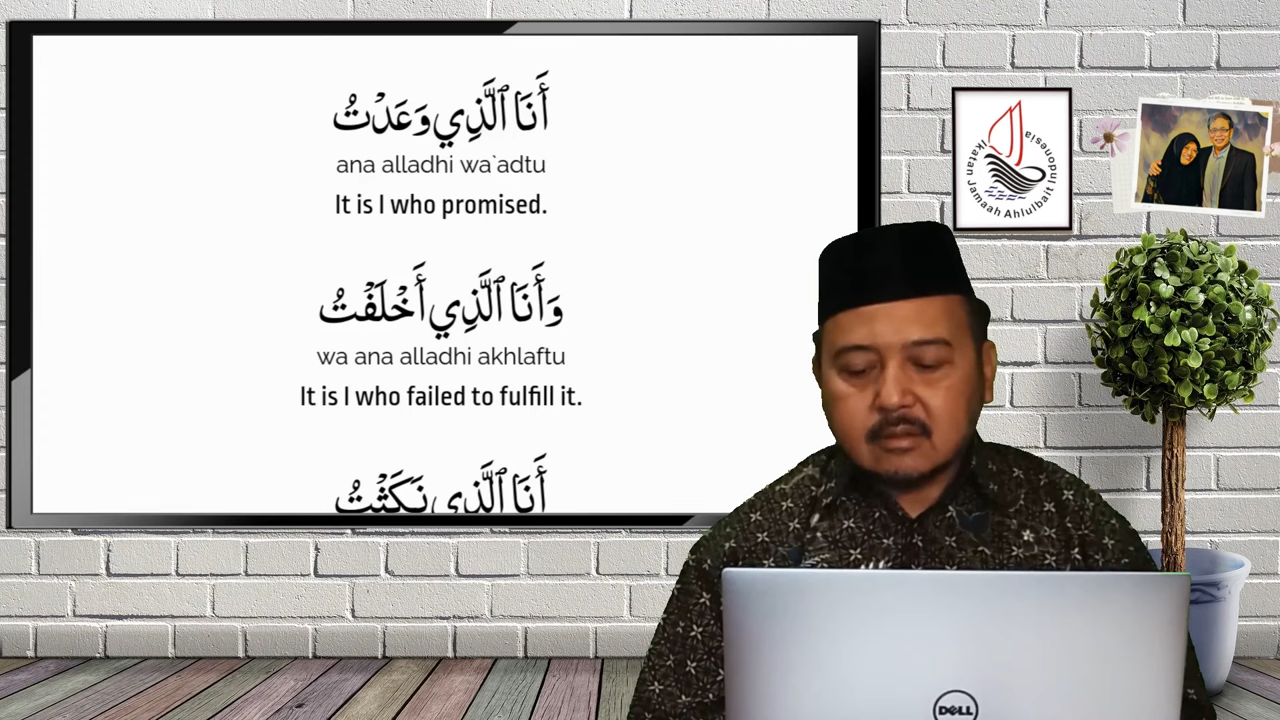 أَنَا ٱلَّذِي وَعَدْتُ
ana alladhi wa`adtu
It is I who promised.
وَأَنَا ٱلَّذِي أَخْلَفْتُ
wa ana alladhi akhlaftu
It is I who failed to fulfill it.
أَنَا ٱلَّذِي نَكَثْتُ
Ikatan Jamaah Ahlulbait Indonesia
DELL